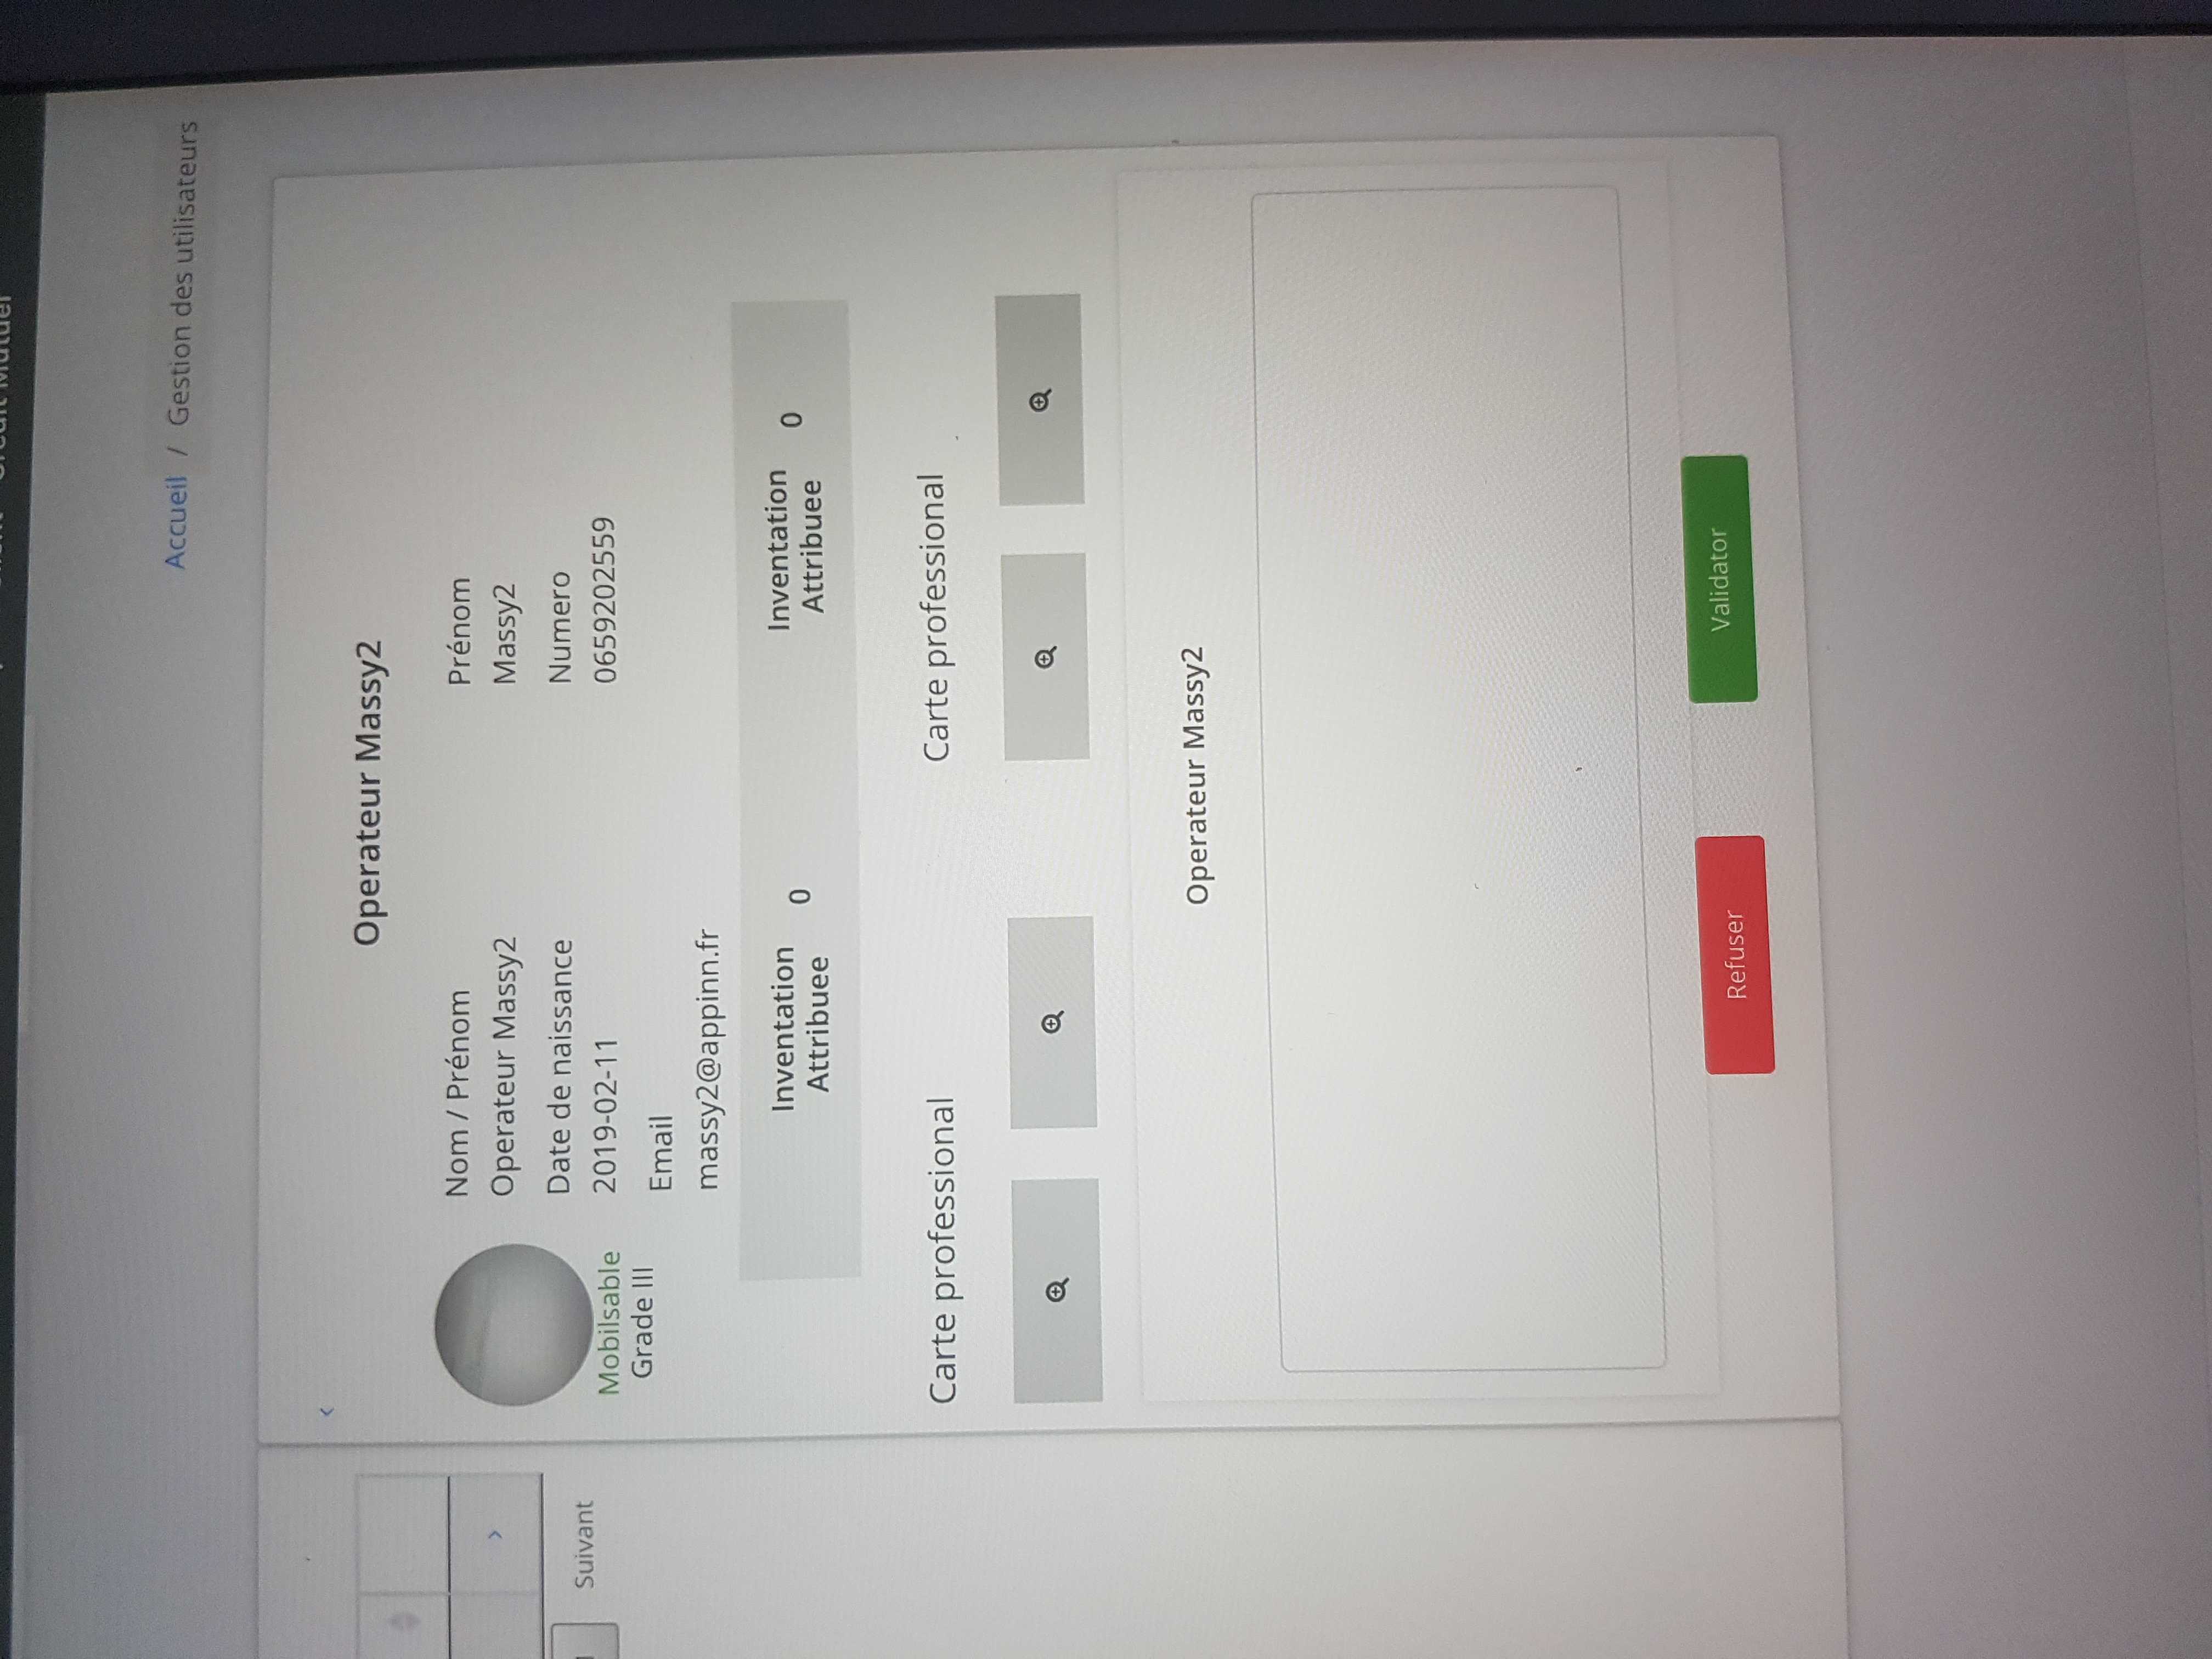 Accueil / Gestion des utilisateurs
Operateur Massy2
Nom / Prénom
Prénom
Operateur Massy2
Massy2
Date de naissance
Numero
2019-02-11
0659202559
Mobilsable
Grade III
Email
massy2@appinn.fr
Inventation Attribuee 0
Inventation Attribuee 0
Carte professional
Carte professional
Operateur Massy2
Refuser
Validator
Suivant